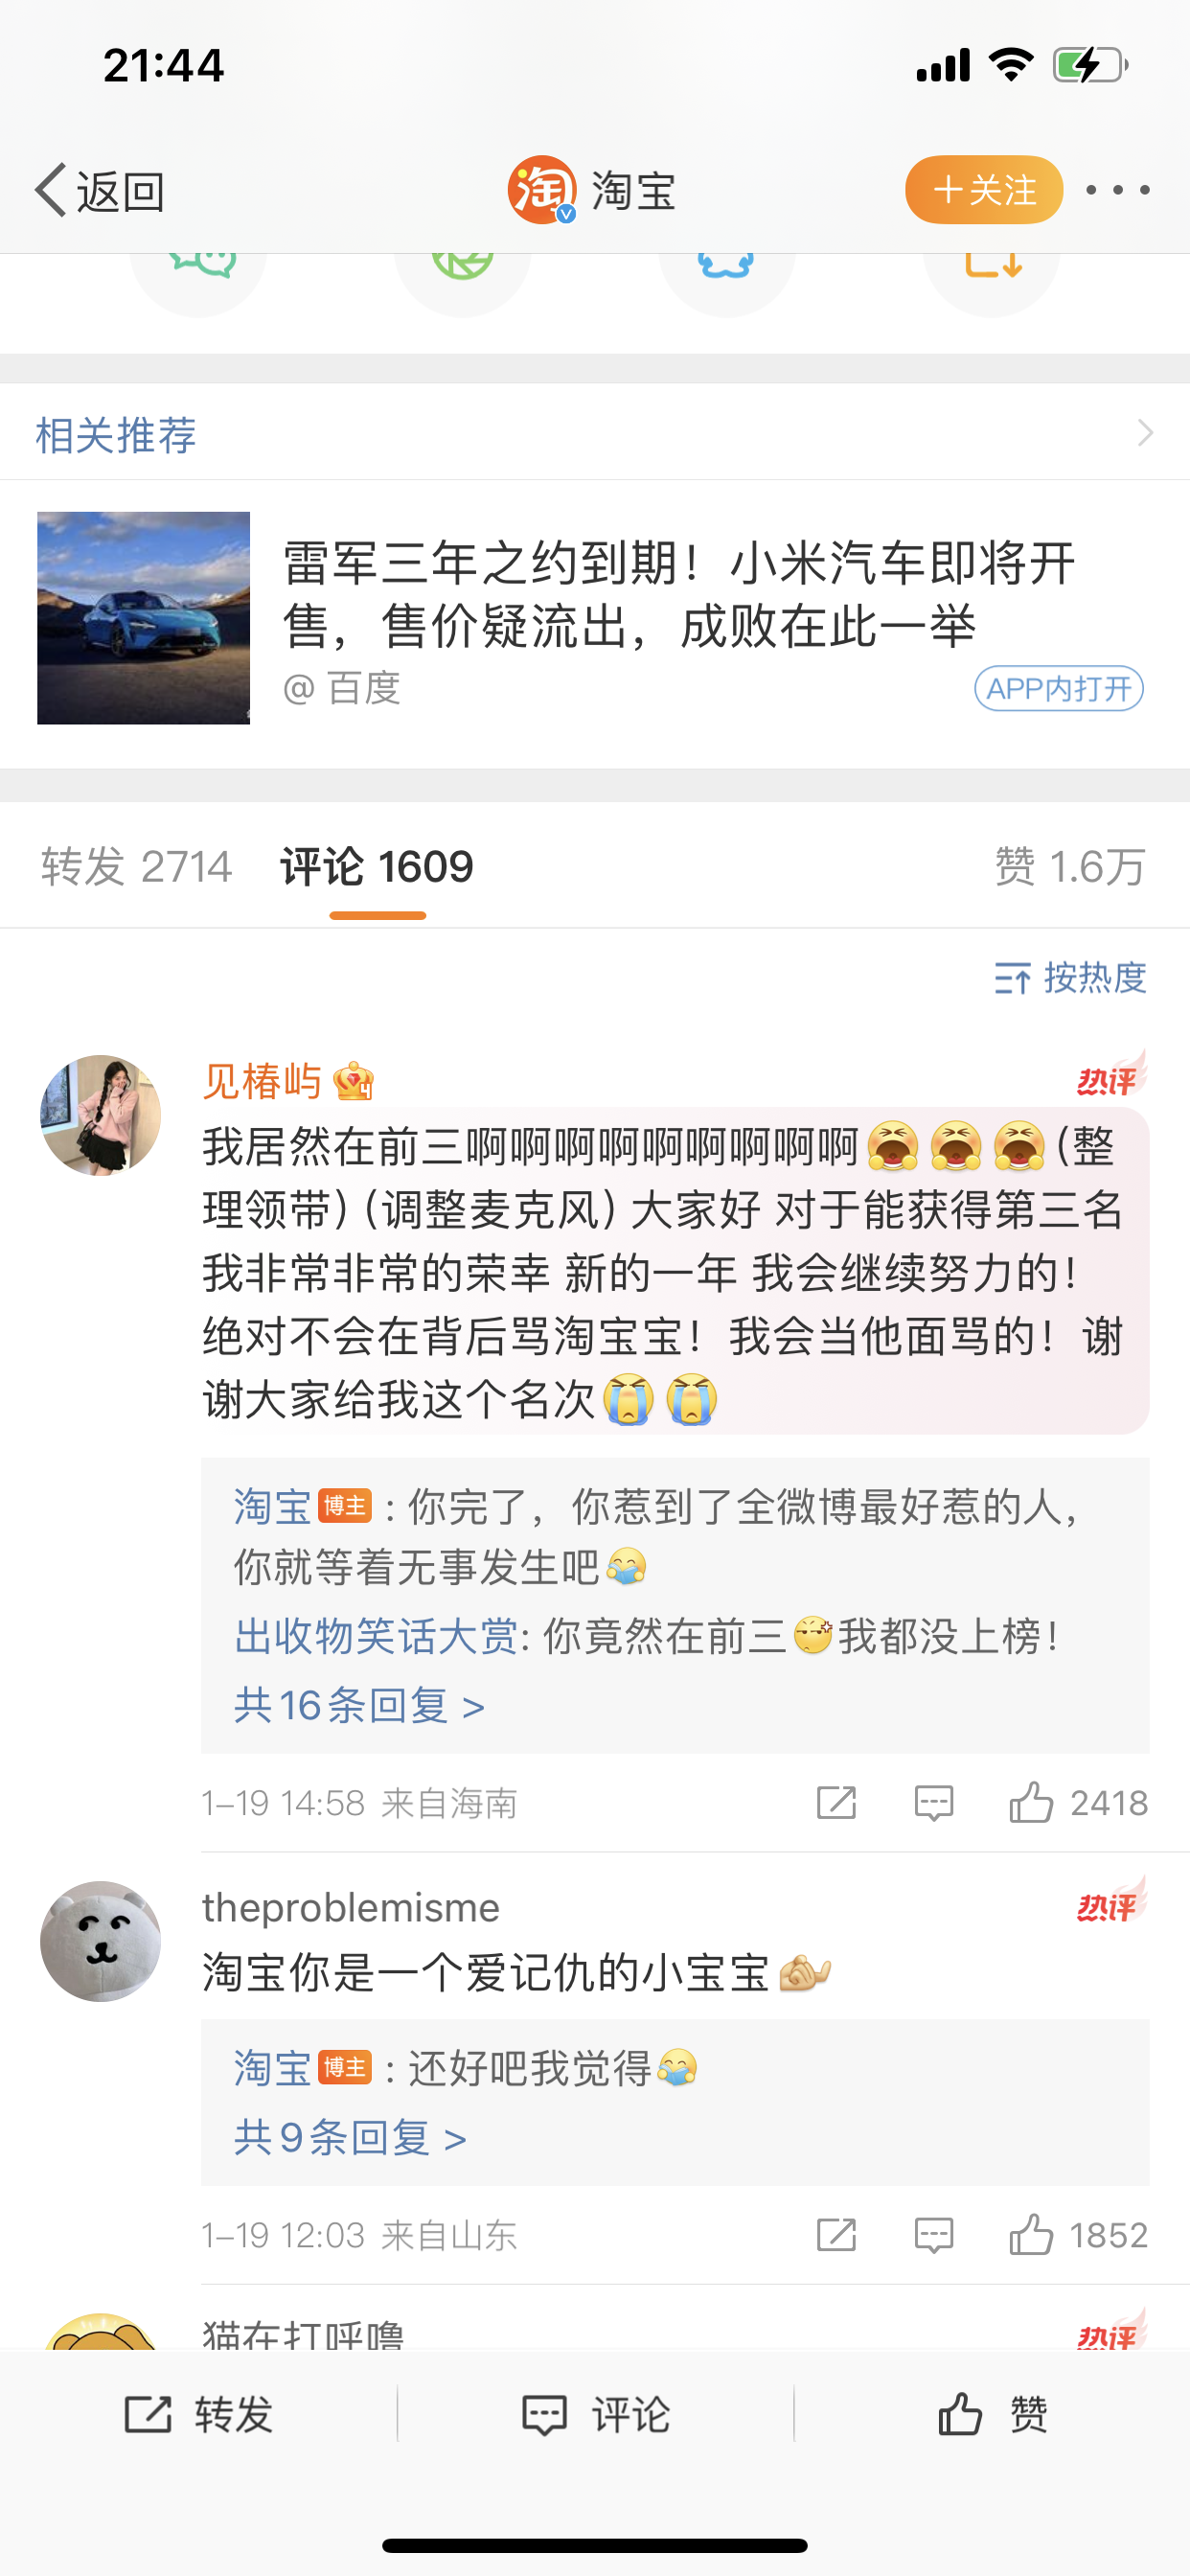 21:44
返回
淘
淘宝
+关注
相关推荐
雷军三年之约到期！小米汽车即将开
售，售价疑流出，成败在此一举
@ 百度
APP内打开
转发 2714 评论 1609 赞 1.6万
按热度
见椿屿
热评
我居然在前三啊啊啊啊啊啊啊啊啊😫😫😫(整
理领带) (调整麦克风) 大家好 对于能获得第三名
我非常非常的荣幸 新的一年 我会继续努力的！
绝对不会在背后骂淘宝宝！我会当他面骂的！谢
谢大家给我这个名次😭😭
淘宝 博主 : 你完了，你惹到了全微博最好惹的人，
你就等着无事发生吧
出收物笑话大赏: 你竟然在前三我都没上榜！
共16条回复 >
1-19 14:58 来自海南
2418
theproblemisme
热评
淘宝你是一个爱记仇的小宝宝
淘宝 博主 : 还好吧我觉得
共9条回复 >
1-19 12:03 来自山东
1852
猫在打呼噜
热评
转发
评论
赞